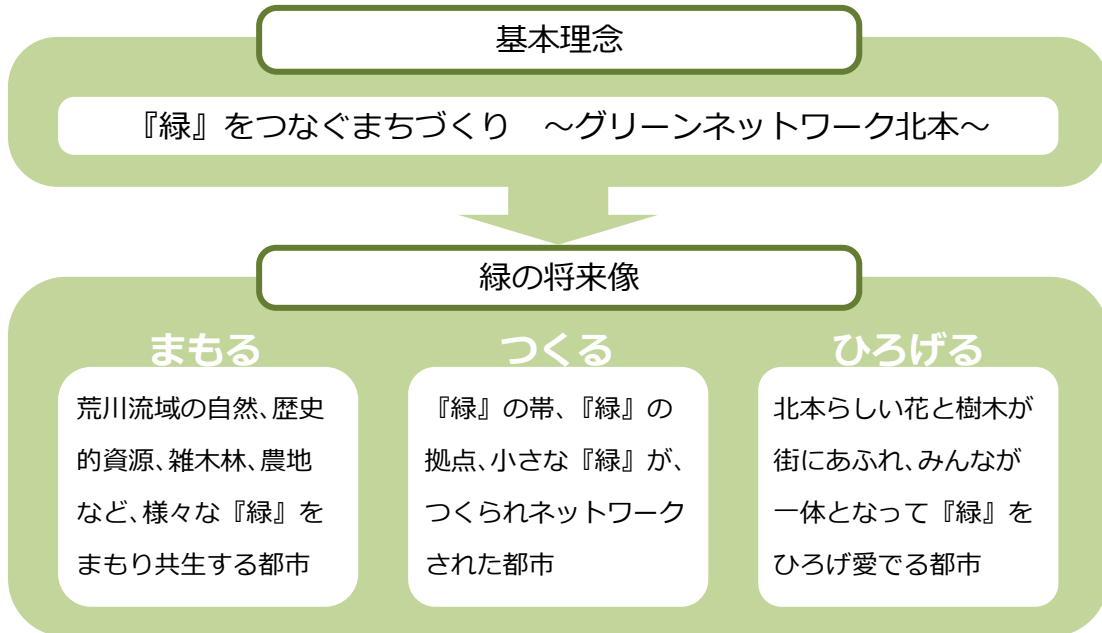 基本理念
『緑』をつなぐまちづくり　～グリーンネットワーク北本～
緑の将来像
まもる
荒川流域の自然、歴史
的資源、雑木林、農地
など、様々な『緑』を
まもり共生する都市
つくる
『緑』の帯、『緑』の
拠点、小さな『緑』が、
つくられネットワーク
された都市
ひろげる
北本らしい花と樹木が
街にあふれ、みんなが
一体となって『緑』を
ひろげ愛でる都市